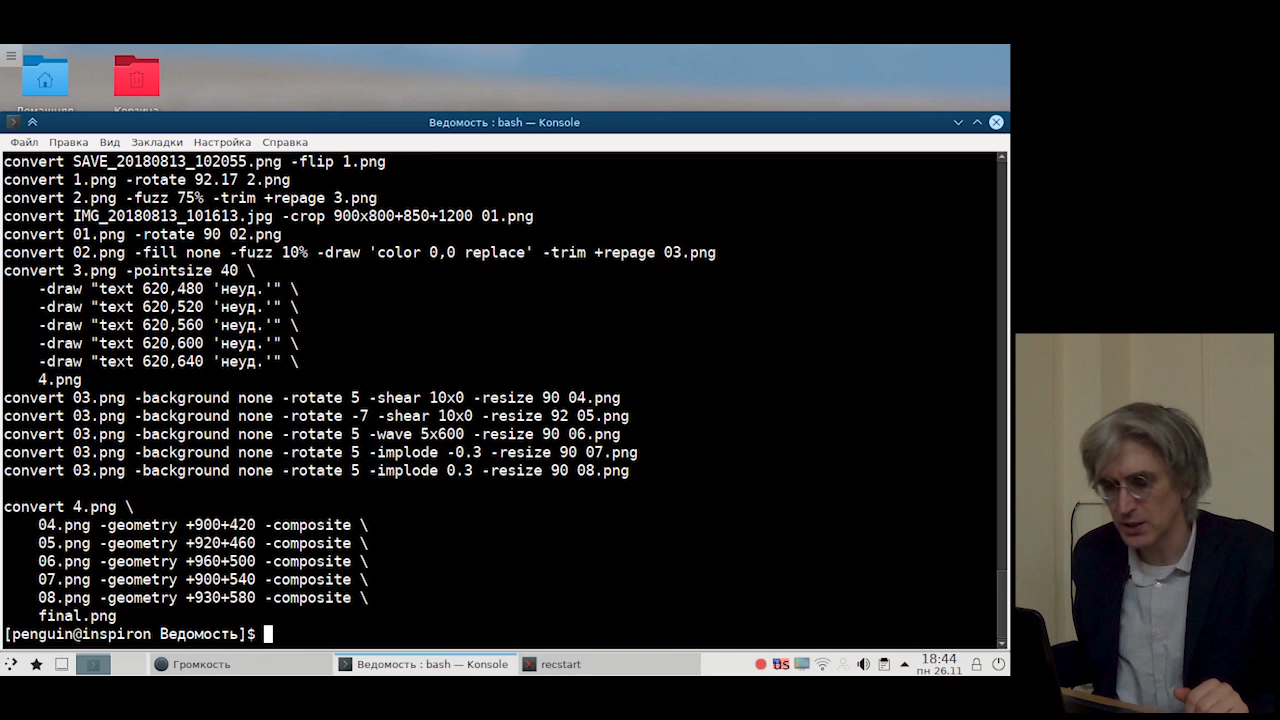 Домашняя
Корзина
Ведомость : bash — Konsole
Файл Правка Вид Закладки Настройка Справка
convert SAVE_20180813_102055.png -flip 1.png
convert 1.png -rotate 92.17 2.png
convert 2.png -fuzz 75% -trim +repage 3.png
convert IMG_20180813_101613.jpg -crop 900x800+850+1200 01.png
convert 01.png -rotate 90 02.png
convert 02.png -fill none -fuzz 10% -draw 'color 0,0 replace' -trim +repage 03.png
convert 3.png -pointsize 40 \
-draw "text 620,480 'неуд.'" \
-draw "text 620,520 'неуд.'" \
-draw "text 620,560 'неуд.'" \
-draw "text 620,600 'неуд.'" \
-draw "text 620,640 'неуд.'" \
4.png
convert 03.png -background none -rotate 5 -shear 10x0 -resize 90 04.png
convert 03.png -background none -rotate -7 -shear 10x0 -resize 92 05.png
convert 03.png -background none -rotate 5 -wave 5x600 -resize 90 06.png
convert 03.png -background none -rotate 5 -implode -0.3 -resize 90 07.png
convert 03.png -background none -rotate 5 -implode 0.3 -resize 90 08.png
convert 4.png \
04.png -geometry +900+420 -composite \
05.png -geometry +920+460 -composite \
06.png -geometry +960+500 -composite \
07.png -geometry +900+540 -composite \
08.png -geometry +930+580 -composite \
final.png
[penguin@inspiron Ведомость]$
Громкость
Ведомость : bash — Konsole
recstart
US
18:44
пн 26.11